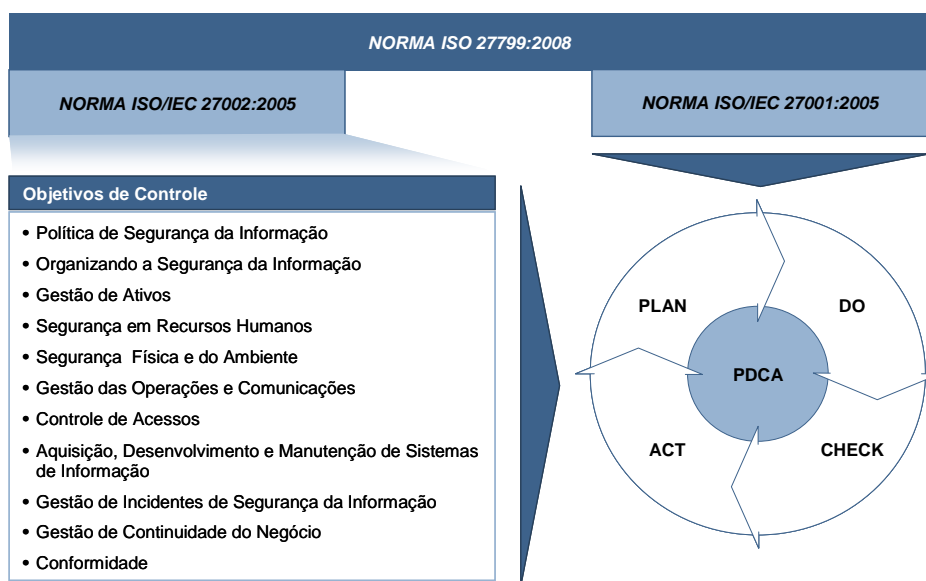 NORMA ISO 27799:2008
NORMA ISO/IEC 27002:2005
NORMA ISO/IEC 27001:2005
Objetivos de Controle
• Política de Segurança da Informação
• Organizando a Segurança da Informação
• Gestão de Ativos
• Segurança em Recursos Humanos
• Segurança Física e do Ambiente
• Gestão das Operações e Comunicações
• Controle de Acessos
• Aquisição, Desenvolvimento e Manutenção de Sistemas
de Informação
• Gestão de Incidentes de Segurança da Informação
• Gestão de Continuidade do Negócio
• Conformidade
PLAN
DO
PDCA
ACT
CHECK